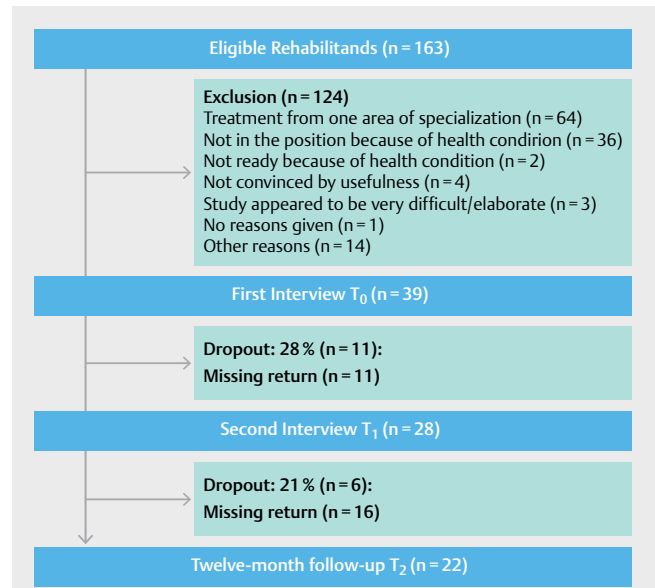 Eligible Rehabilitands (n = 163)
Exclusion (n = 124)
Treatment from one area of specialization (n = 64)
Not in the position because of health condirion (n = 36)
Not ready because of health condition (n = 2)
Not convinced by usefulness (n = 4)
Study appeared to be very difficult/elaborate (n = 3)
No reasons given (n = 1)
Other reasons (n = 14)
First Interview T0 (n = 39)
Dropout: 28 % (n = 11):
Missing return (n = 11)
Second Interview T1 (n = 28)
Dropout: 21 % (n = 6):
Missing return (n = 16)
Twelve-month follow-up T2 (n = 22)